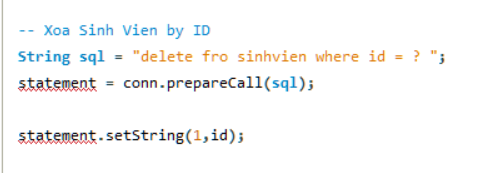 -- Xoa Sinh Vien by ID
String sql = "delete fro sinhvien where id = ? ";
statement = conn.prepareCall(sql);
statement.setString(1,id);